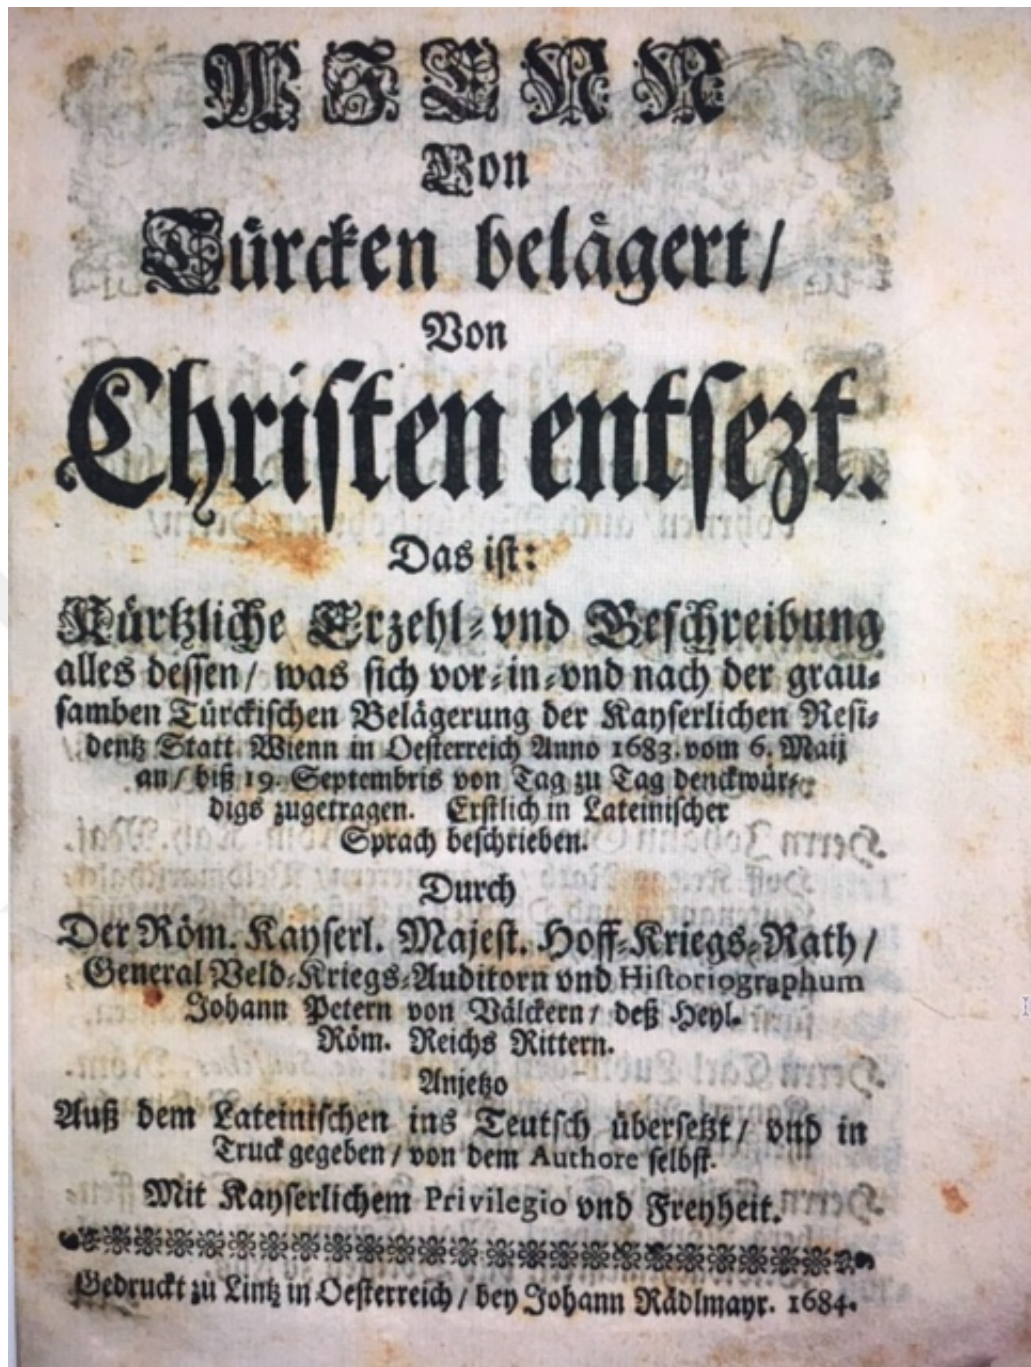 WIENN
Von
Türcken belägert/
Von
Christen entsezt.
Das ist:
Kürtzliche Erzehl- vnd Beschreibung
alles dessen/ was sich vor-in-vnd nach der grau-
samben Türckischen Belägerung der Kayserlichen Resi-
dentz Statt Wienn in Oesterreich Anno 1683. vom 6. Maij
an/ biß 19. Septembris von Tag zu Tag denckwür-
digs zugetragen. Erstlich in Lateinischer
Sprach beschrieben.
Durch
Der Röm. Kayserl. Majest. Hoff-Kriegs-Rath/
General Veld-Kriegs-Auditorn vnd Historiographum
Johann Petern von Välckern/ deß Heyl.
Röm. Reichs Rittern.
Anjetzo
Auß dem Lateinischen ins Teutsch übersetzt/ vnd in
Truck gegeben/ von dem Authore selbst.
Mit Kayserlichem Privilegio vnd Freyheit.
Gedruckt zu Lintz in Oesterreich/ bey Johann Rädlmayr. 1684.